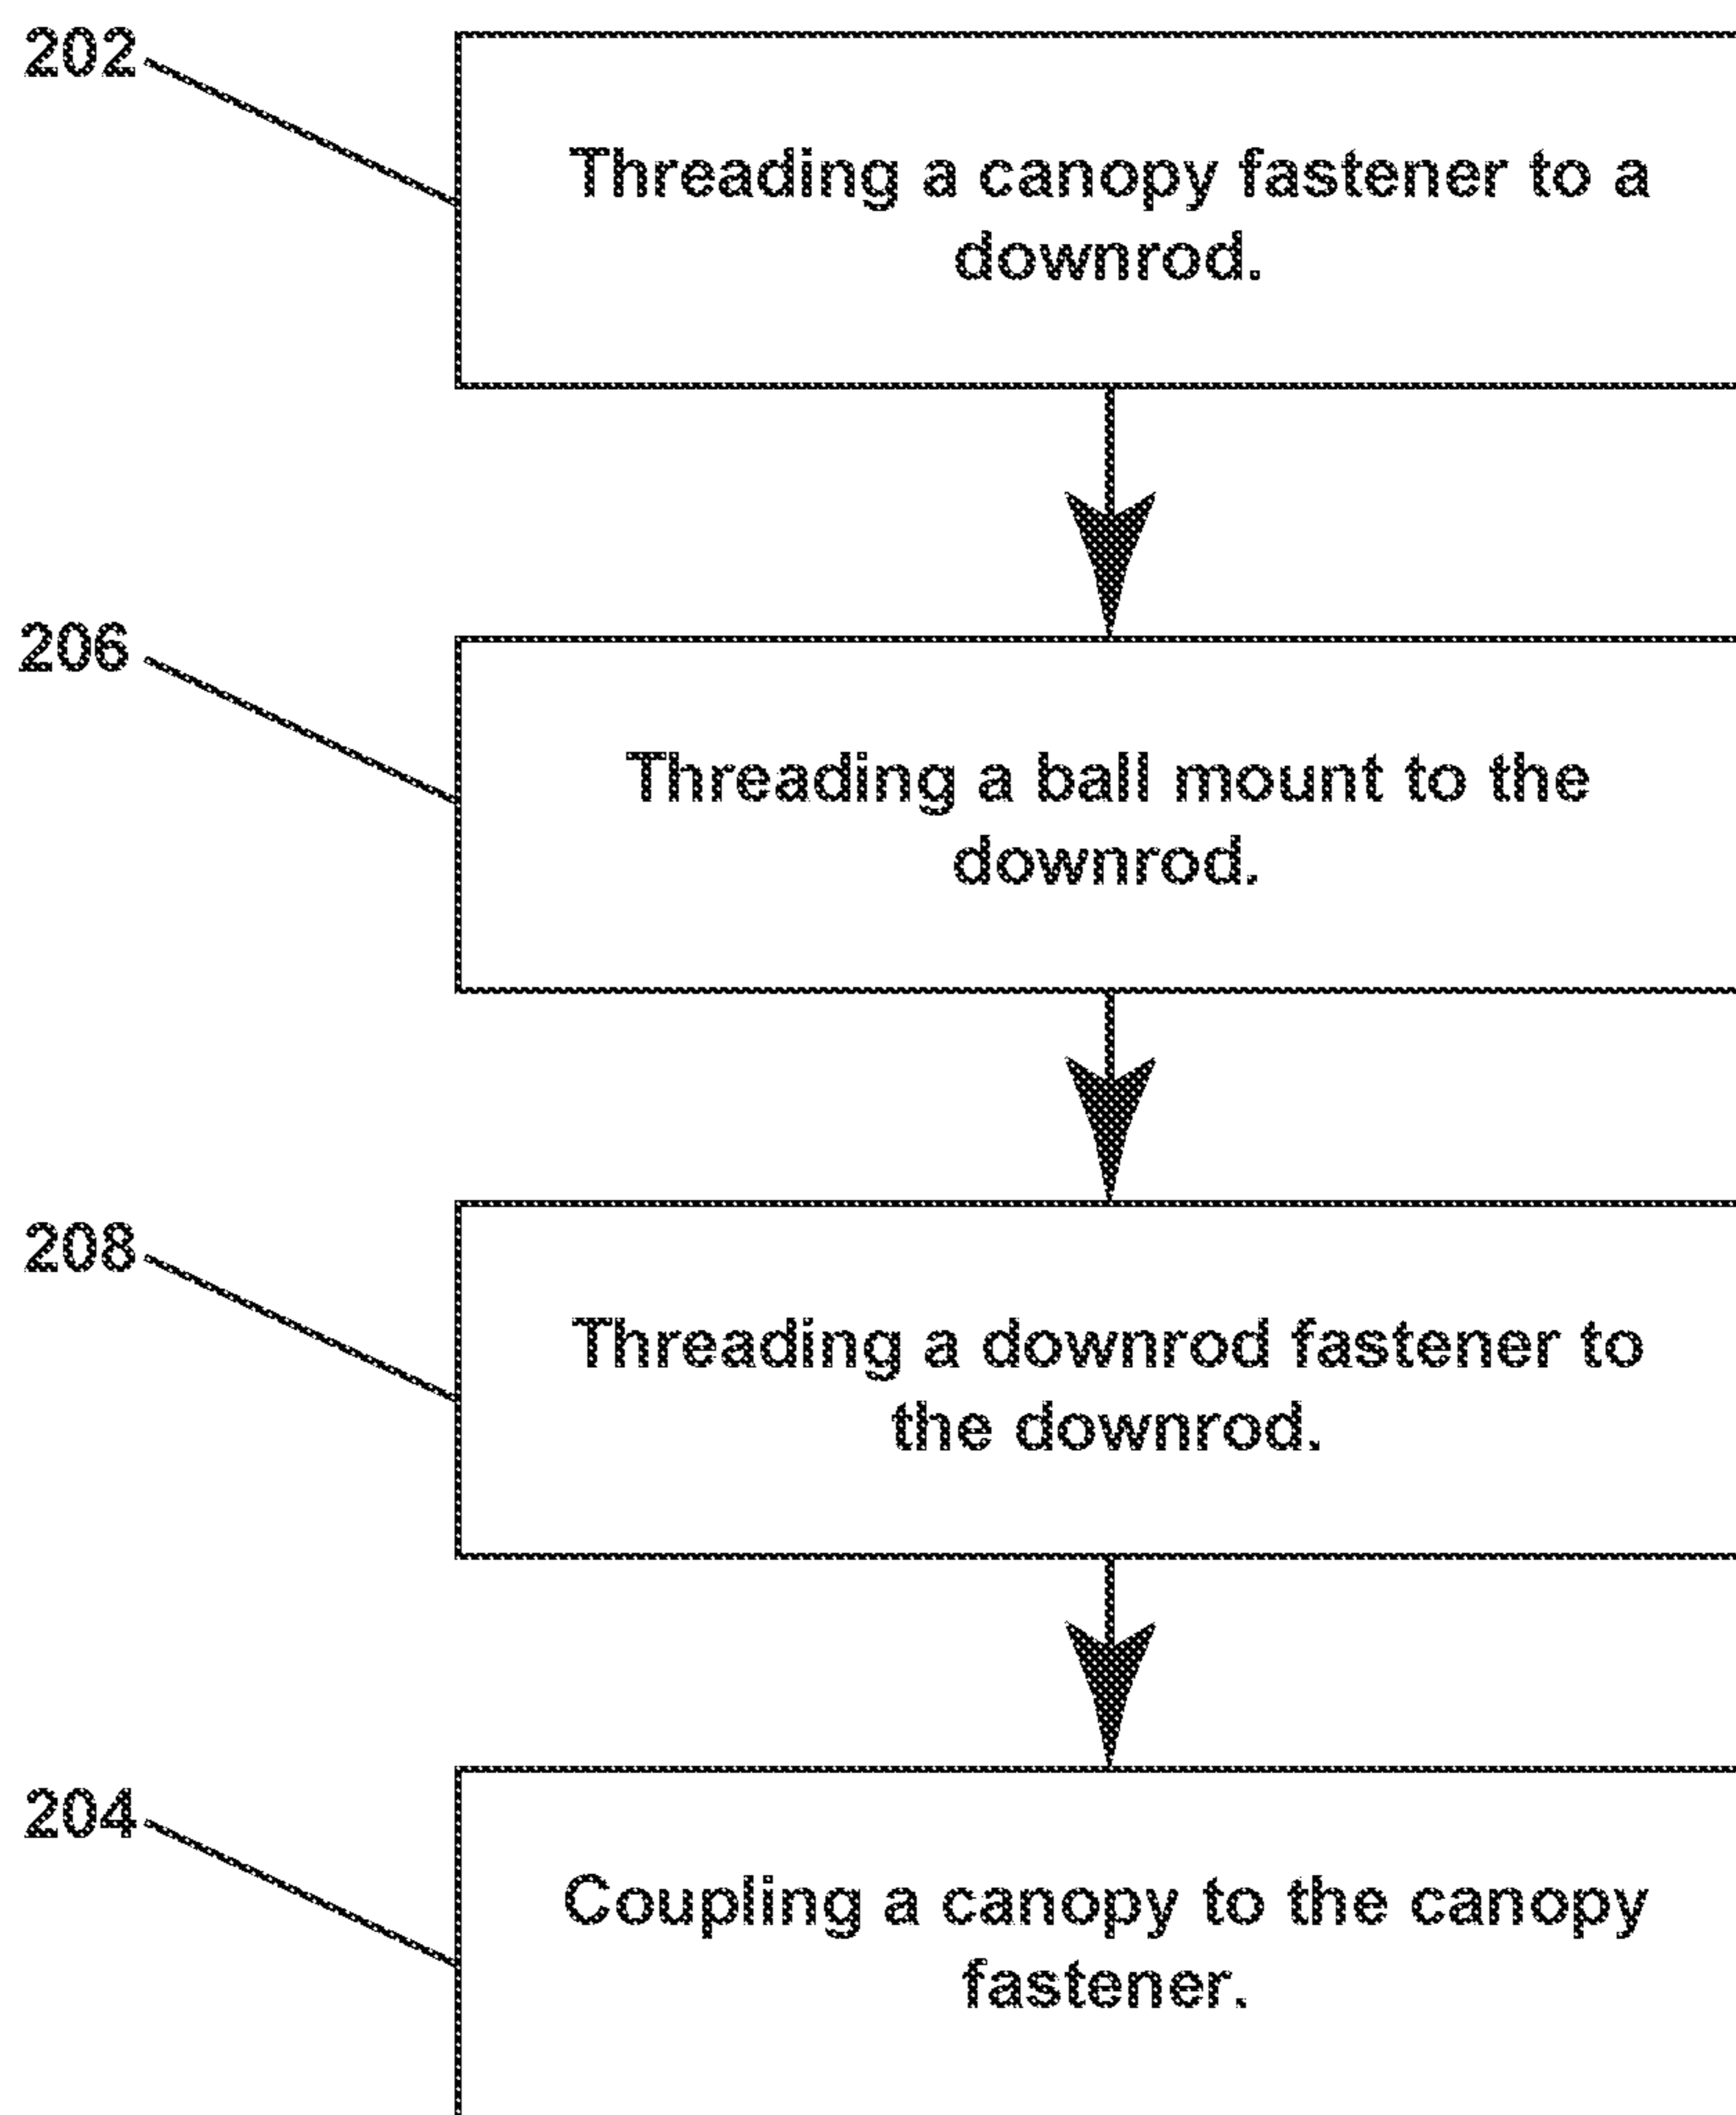 202
Threading a canopy fastener to a
downrod.
206
Threading a ball mount to the
downrod.
208
Threading a downrod fastener to
the downrod.
204
Coupling a canopy to the canopy
fastener.